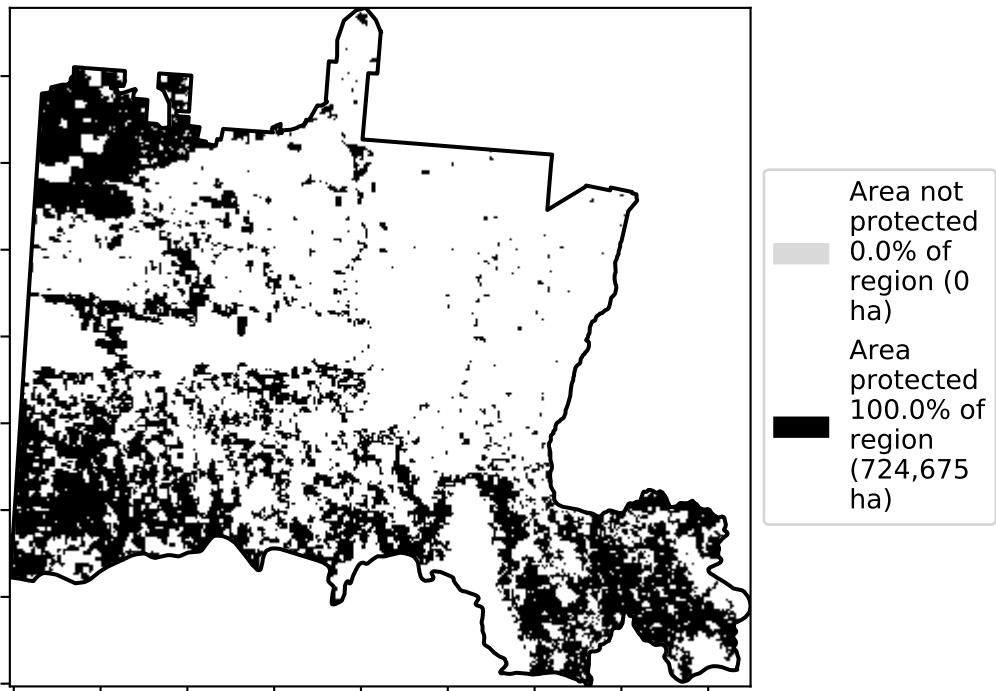 Area not
protected
0.0% of
region (0
ha)
Area
protected
100.0% of
region
(724,675
ha)